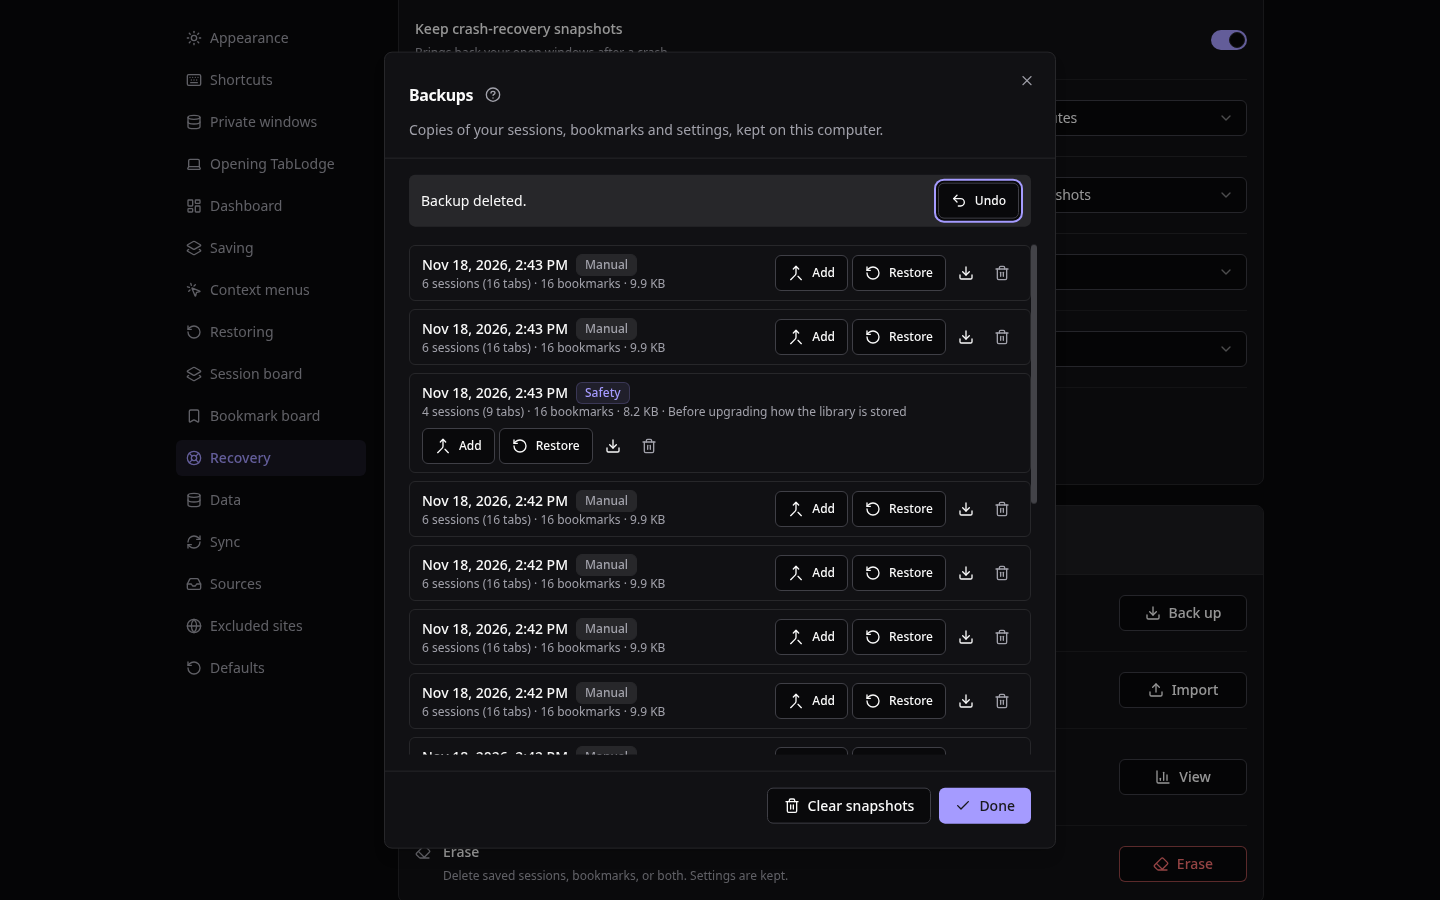 Appearance
Shortcuts
Private windows
Opening TabLodge
Dashboard
Saving
Context menus
Restoring
Session board
Bookmark board
Recovery
Data
Sync
Sources
Excluded sites
Defaults
Keep crash-recovery snapshots
Backups
Copies of your sessions, bookmarks and settings, kept on this computer.
Backup deleted.
Undo
Nov 18, 2026, 2:43 PM Manual
6 sessions (16 tabs) · 16 bookmarks · 9.9 KB
Add Restore
Nov 18, 2026, 2:43 PM Manual
6 sessions (16 tabs) · 16 bookmarks · 9.9 KB
Add Restore
Nov 18, 2026, 2:43 PM Safety
4 sessions (9 tabs) · 16 bookmarks · 8.2 KB · Before upgrading how the library is stored
Add Restore
Nov 18, 2026, 2:42 PM Manual
6 sessions (16 tabs) · 16 bookmarks · 9.9 KB
Add Restore
Nov 18, 2026, 2:42 PM Manual
6 sessions (16 tabs) · 16 bookmarks · 9.9 KB
Add Restore
Nov 18, 2026, 2:42 PM Manual
6 sessions (16 tabs) · 16 bookmarks · 9.9 KB
Add Restore
Nov 18, 2026, 2:42 PM Manual
6 sessions (16 tabs) · 16 bookmarks · 9.9 KB
Add Restore
Clear snapshots
Done
Back up
Import
View
Erase
Delete saved sessions, bookmarks, or both. Settings are kept.
Erase